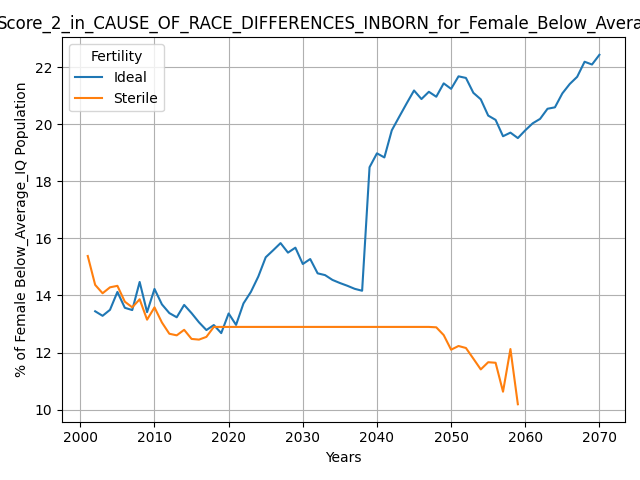 Score_2_in_CAUSE_OF_RACE_DIFFERENCES_INBORN_for_Female_Below_Avera
Fertility
Ideal
Sterile
% of Female Below_Average_IQ Population
22
20
18
16
14
12
10
2000 2010 2020 2030 2040 2050 2060 2070
Years